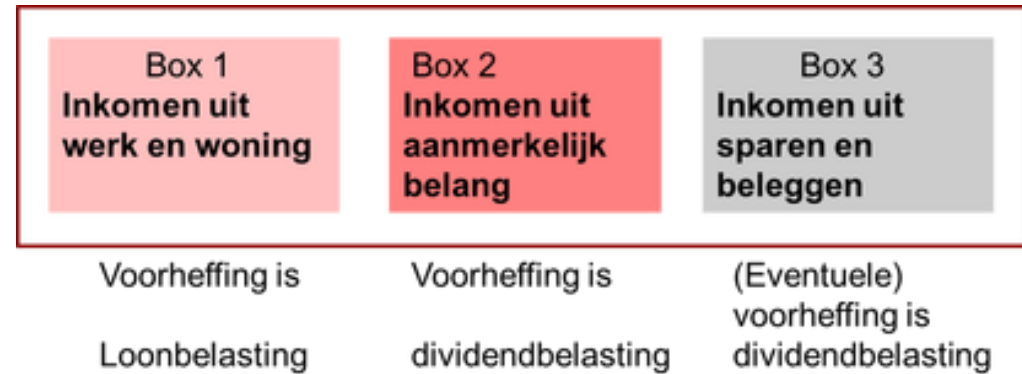 Box 1
Inkomen uit
werk en woning
Box 2
Inkomen uit
aanmerkelijk
belang
Box 3
Inkomen uit
sparen en
beleggen
Voorheffing is
Loonbelasting
Voorheffing is
dividendbelasting
(Eventuele)
voorheffing is
dividendbelasting